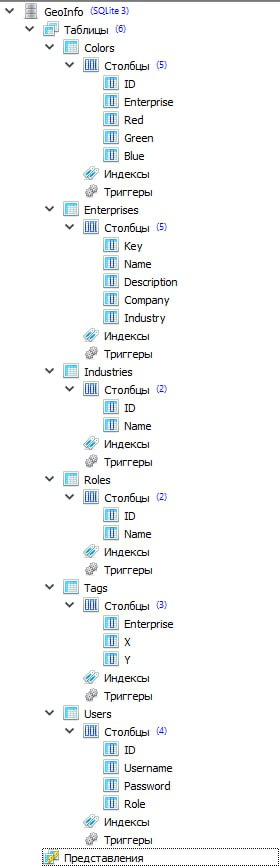 GeoInfo (SQLite 3)
Таблицы (6)
Colors
Столбцы (5)
ID
Enterprise
Red
Green
Blue
Индексы
Триггеры
Enterprises
Столбцы (5)
Key
Name
Description
Company
Industry
Индексы
Триггеры
Industries
Столбцы (2)
ID
Name
Индексы
Триггеры
Roles
Столбцы (2)
ID
Name
Индексы
Триггеры
Tags
Столбцы (3)
Enterprise
X
Y
Индексы
Триггеры
Users
Столбцы (4)
ID
Username
Password
Role
Индексы
Триггеры
Представления